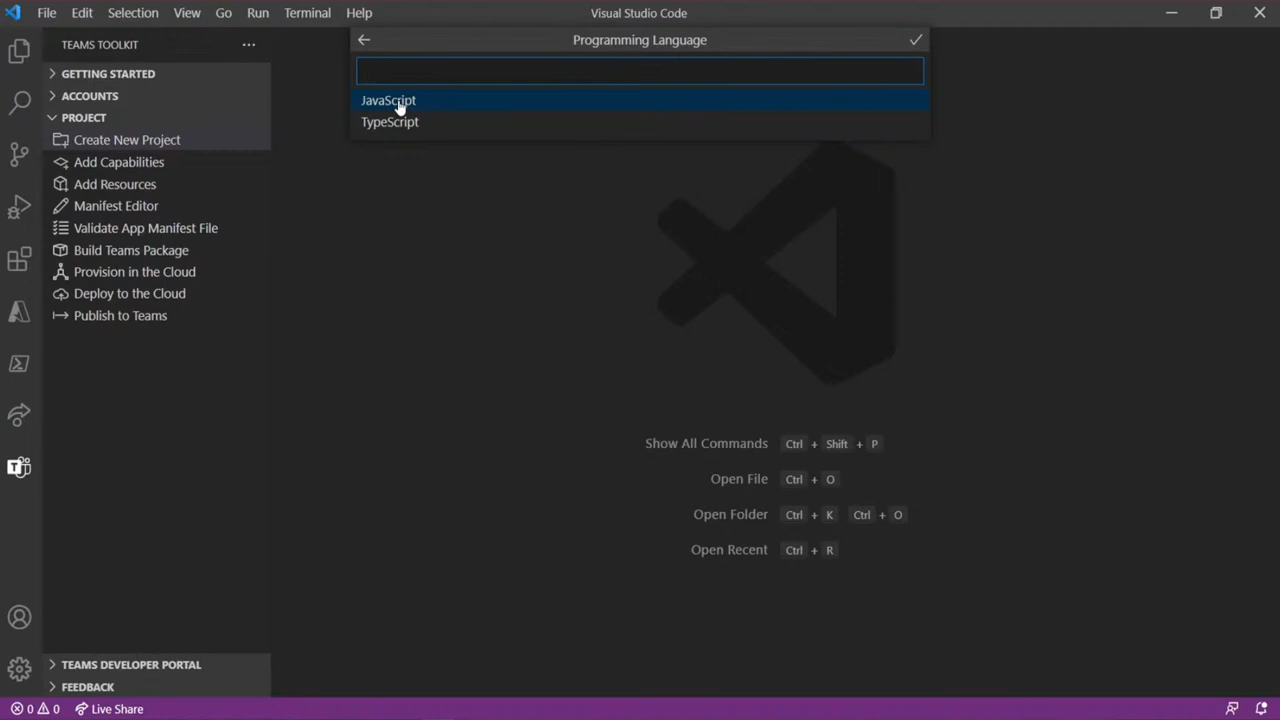 File Edit Selection View Go Run Terminal Help
Visual Studio Code
TEAMS TOOLKIT
GETTING STARTED
ACCOUNTS
PROJECT
Create New Project
Add Capabilities
Add Resources
Manifest Editor
Validate App Manifest File
Build Teams Package
Provision in the Cloud
Deploy to the Cloud
Publish to Teams
TEAMS DEVELOPER PORTAL
FEEDBACK
Programming Language
JavaScript
TypeScript
Show All Commands Ctrl + Shift + P
Open File Ctrl + O
Open Folder Ctrl + K Ctrl + O
Open Recent Ctrl + R
0 0 Live Share